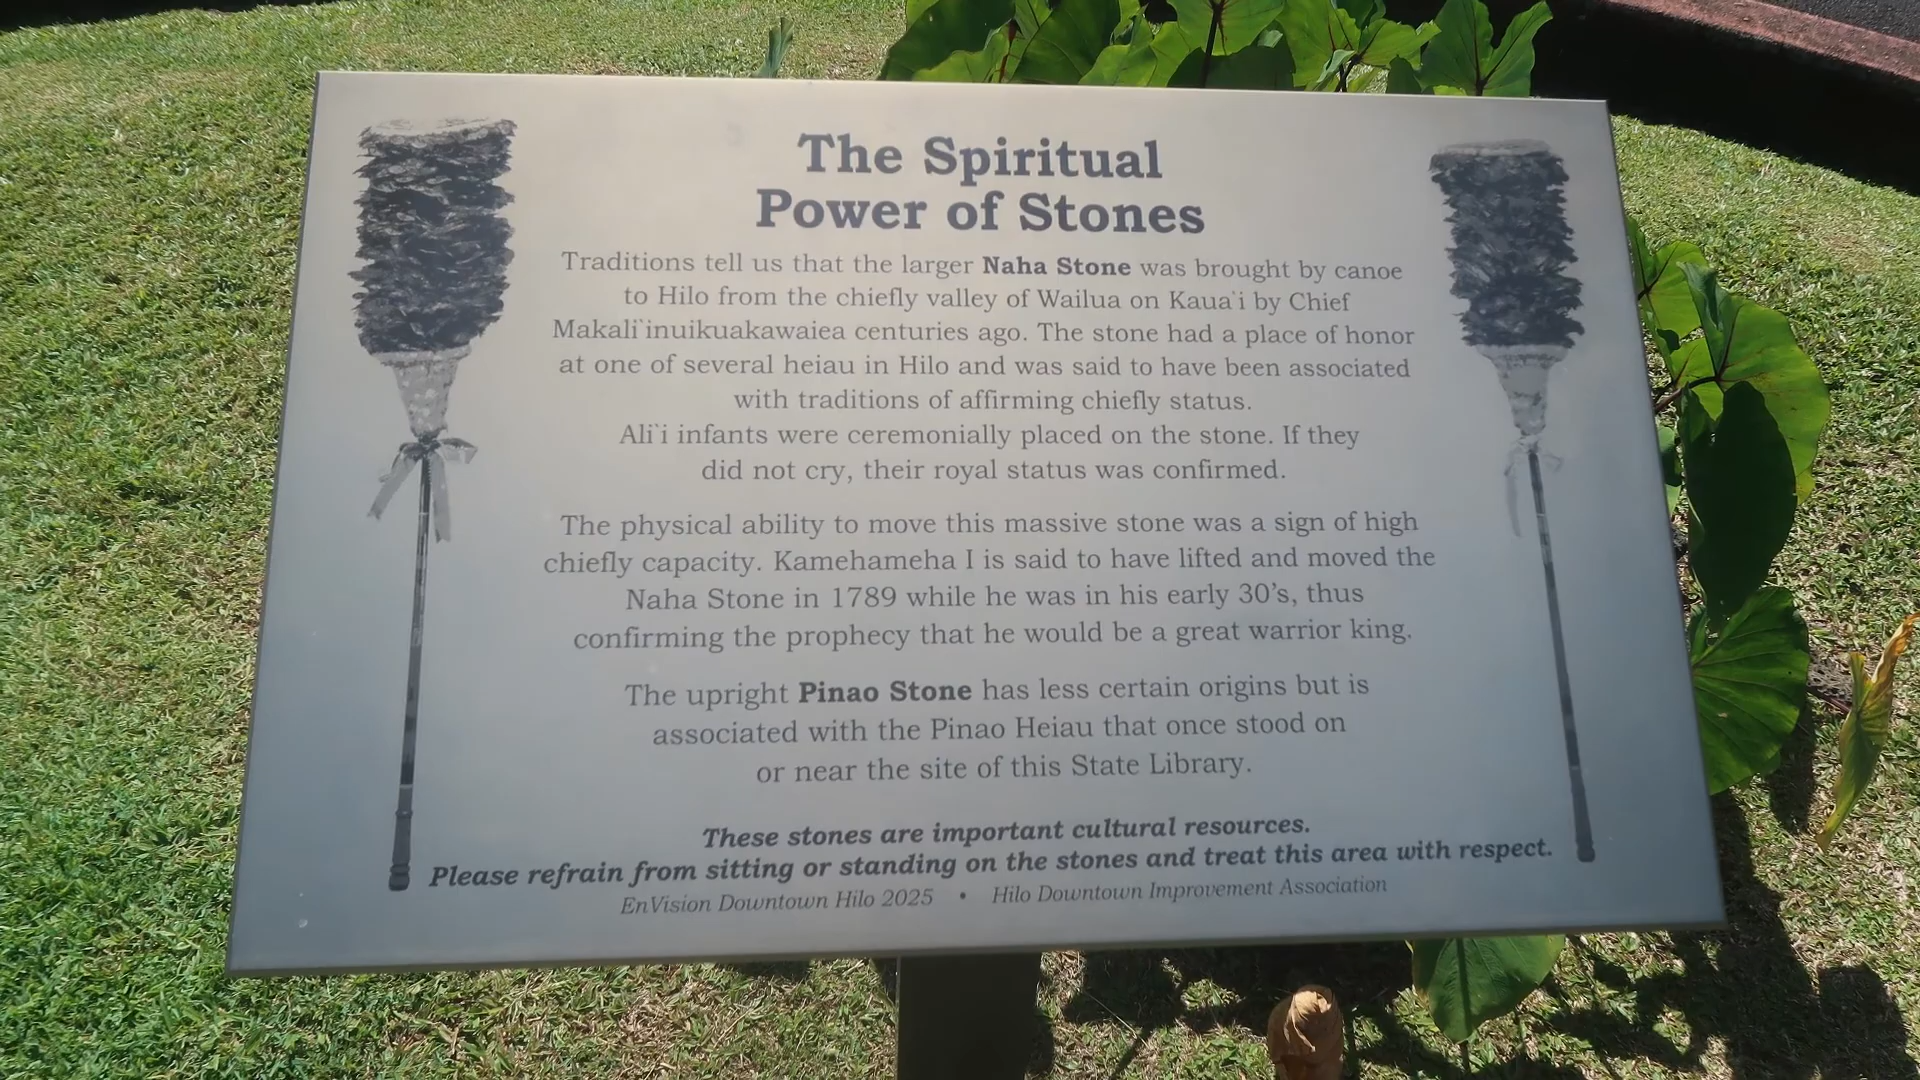 The Spiritual
Power of Stones
Traditions tell us that the larger Naha Stone was brought by canoe
to Hilo from the chiefly valley of Wailua on Kaua`i by Chief
Makali`inuikuakawaiea centuries ago. The stone had a place of honor
at one of several heiau in Hilo and was said to have been associated
with traditions of affirming chiefly status.
Ali`i infants were ceremonially placed on the stone. If they
did not cry, their royal status was confirmed.
The physical ability to move this massive stone was a sign of high
chiefly capacity. Kamehameha I is said to have lifted and moved the
Naha Stone in 1789 while he was in his early 30's, thus
confirming the prophecy that he would be a great warrior king.
The upright Pinao Stone has less certain origins but is
associated with the Pinao Heiau that once stood on
or near the site of this State Library.
These stones are important cultural resources.
Please refrain from sitting or standing on the stones and treat this area with respect.
EnVision Downtown Hilo 2025 • Hilo Downtown Improvement Association